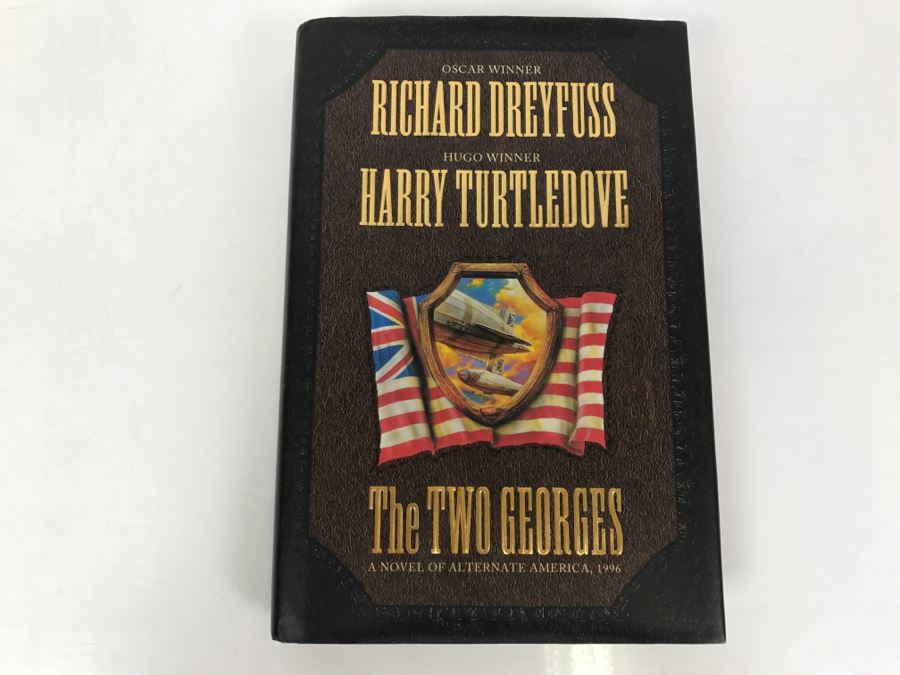 OSCAR WINNER
RICHARD DREYFUSS
HUGO WINNER
HARRY TURTLEDOVE
The TWO GEORGES
A NOVEL OF ALTERNATE AMERICA, 1996